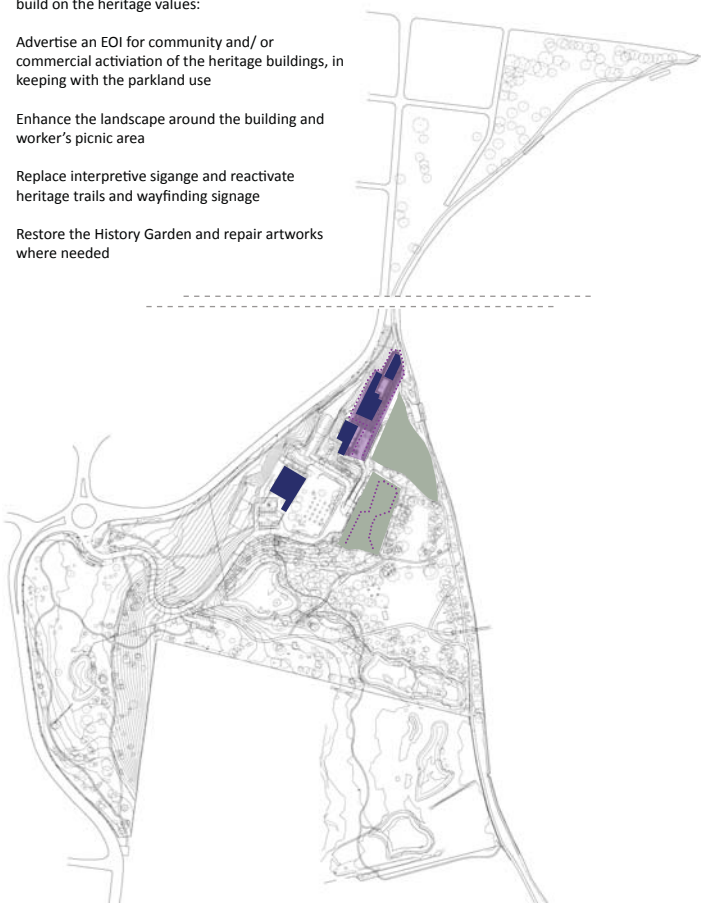 build on the heritage values:
Advertise an EOI for community and/ or
commercial activiation of the heritage buildings, in
keeping with the parkland use
Enhance the landscape around the building and
worker’s picnic area
Replace interpretive sigange and reactivate
heritage trails and wayfinding signage
Restore the History Garden and repair artworks
where needed